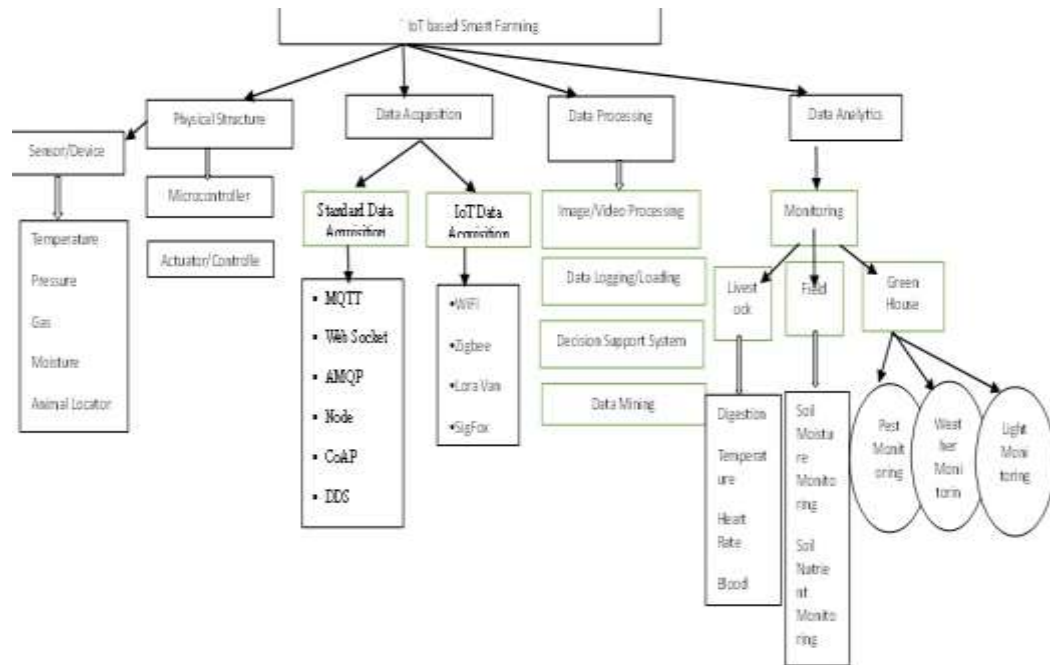 IoT based Smart Farming
Physical Structure
Data Acquisition
Data Processing
Data Analytics
Sensor/Device
Microcontroller
Actuator/Controlle
Temperature
Pressure
Gas
Moisture
Animal Locator
Standard Data
Acquisition
IoT Data
Acquisition
• MQTT
• Web Socket
• AMQP
• Node
• CoAP
• DDS
•WiFi
•Zigbee
•Lora Van
•SigFox
Image/Video Processing
Data Logging/Loading
Decision Support System
Data Mining
Monitoring
Livest
ock
Field
Green
House
Digestion
Temperat
ure
Heart
Rate
Blood
Soil
Moistu
re
Monito
ring
Soil
Nutrie
nt
Monito
ring
Pest
Monit
oring
Weat
her
Moni
torin
Light
Moni
toring